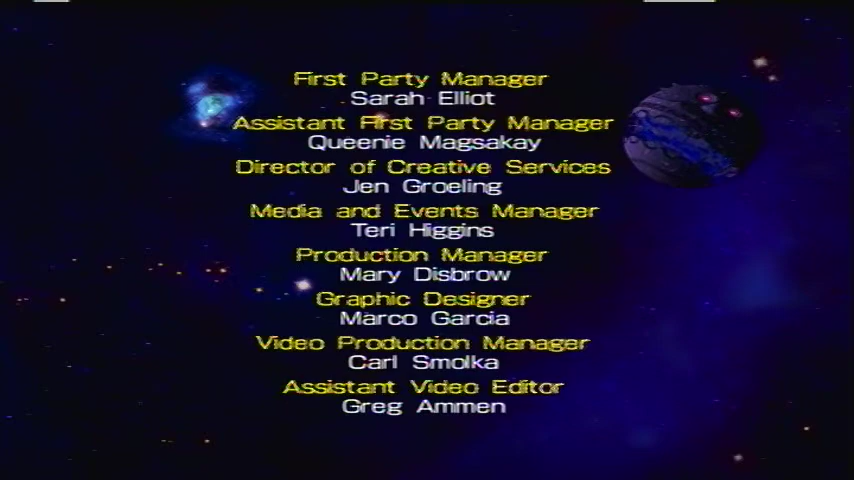 First Party Manager
Sarah Elliot
Assistant First Party Manager
Queenie Magsakay
Director of Creative Services
Jen Groeling
Media and Events Manager
Teri Higgins
Production Manager
Mary Disbrow
Graphic Designer
Marco Garcia
Video Production Manager
Carl Smolka
Assistant Video Editor
Greg Ammen